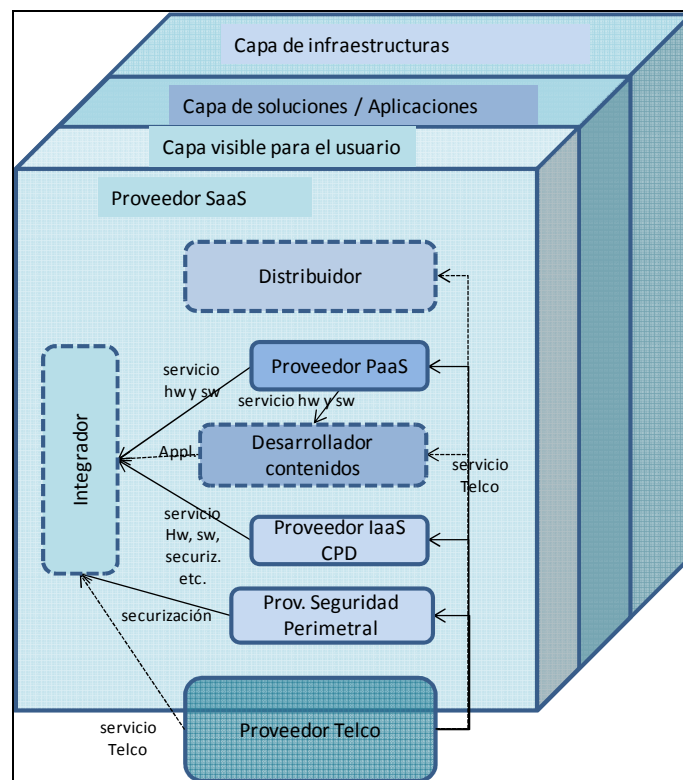 Capa de infraestructuras
Capa de soluciones / Aplicaciones
Capa visible para el usuario
Proveedor SaaS
Distribuidor
servicio
hw y sw
Proveedor PaaS
servicio hw y sw
Integrador
Appl.
Desarrollador
contenidos
servicio
Telco
servicio
Hw, sw,
securiz.
etc.
Proveedor IaaS
CPD
securización
Prov. Seguridad
Perimetral
servicio
Telco
Proveedor Telco